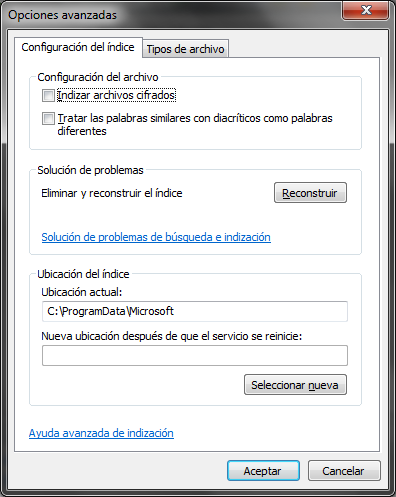 Opciones avanzadas
Configuración del índice
Tipos de archivo
Configuración del archivo
Indizar archivos cifrados
Tratar las palabras similares con diacríticos como palabras
diferentes
Solución de problemas
Eliminar y reconstruir el índice
Reconstruir
Solución de problemas de búsqueda e indización
Ubicación del índice
Ubicación actual:
C:\ProgramData\Microsoft
Nueva ubicación después de que el servicio se reinicie:
Seleccionar nueva
Ayuda avanzada de indización
Aceptar
Cancelar